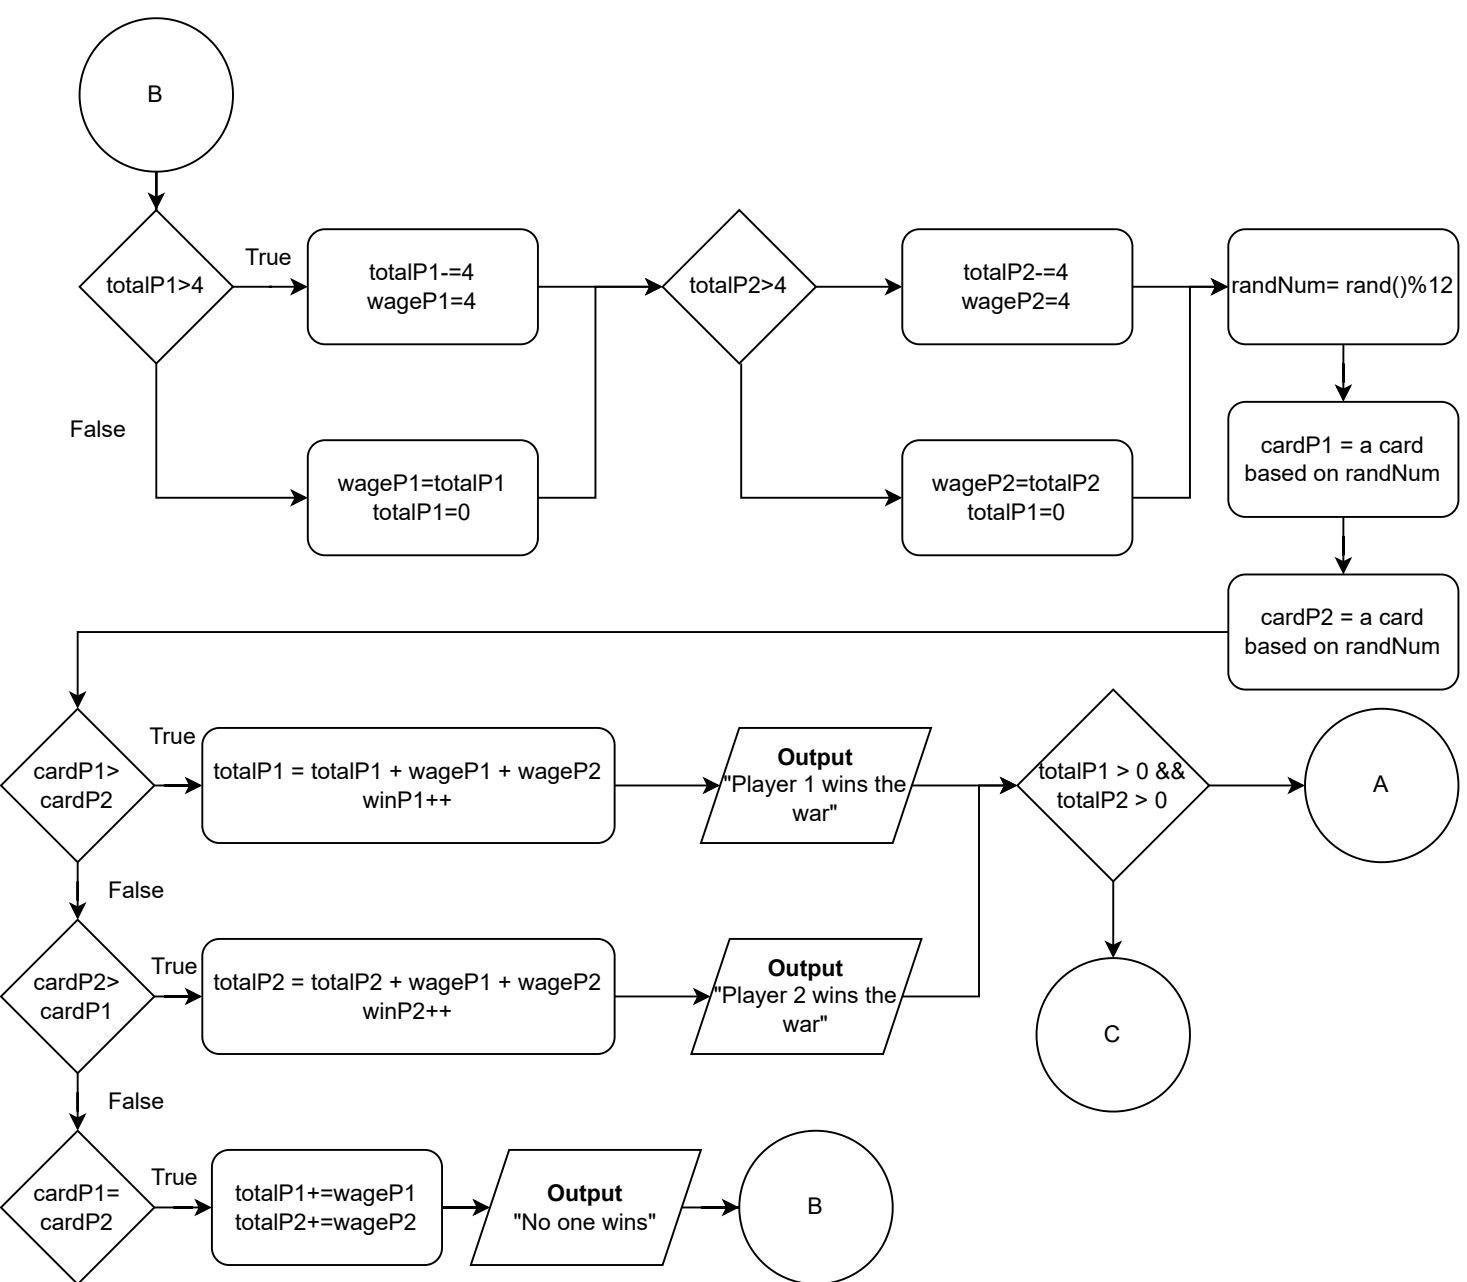 B
totalP1>4
True
totalP1-=4
wageP1=4
totalP2>4
totalP2-=4
wageP2=4
randNum= rand()%12
False
wageP1=totalP1
totalP1=0
wageP2=totalP2
totalP1=0
cardP1 = a card
based on randNum
cardP2 = a card
based on randNum
cardP1>
cardP2
True
totalP1 = totalP1 + wageP1 + wageP2
winP1++
Output
"Player 1 wins the
war"
totalP1 > 0 &&
totalP2 > 0
A
False
cardP2>
cardP1
True
totalP2 = totalP2 + wageP1 + wageP2
winP2++
Output
"Player 2 wins the
war"
C
False
cardP1=
cardP2
True
totalP1+=wageP1
totalP2+=wageP2
Output
"No one wins"
B